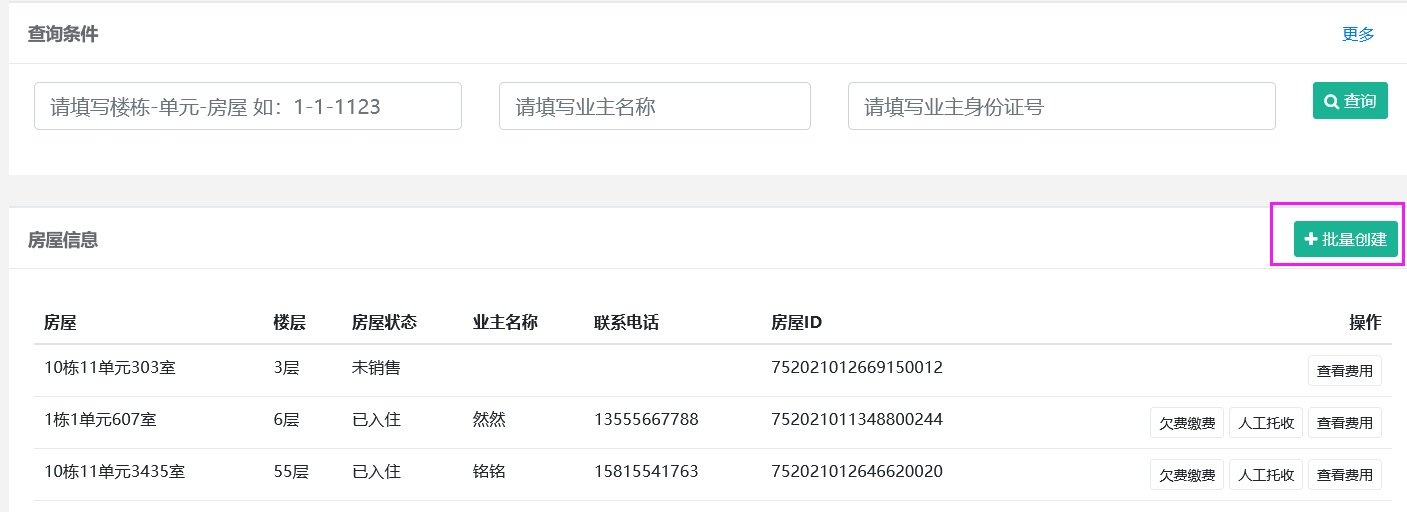 查询条件 更多
请填写楼栋-单元-房屋 如：1-1-1123 请填写业主名称 请填写业主身份证号 查询
房屋信息 批量创建
房屋 楼层 房屋状态 业主名称 联系电话 房屋ID 操作
10栋11单元303室 3层 未销售 752021012669150012 查看费用
1栋1单元607室 6层 已入住 然然 13555667788 752021011348800244 欠费缴费 人工托收 查看费用
10栋11单元3435室 55层 已入住 铭铭 15815541763 752021012646620020 欠费缴费 人工托收 查看费用